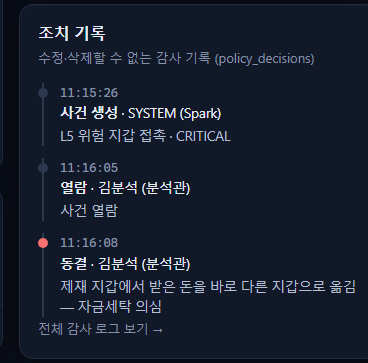 조치 기록
수정·삭제할 수 없는 감사 기록 (policy_decisions)
11:15:26
사건 생성 · SYSTEM (Spark)
L5 위험 지갑 접촉 · CRITICAL
11:16:05
열람 · 김분석 (분석관)
사건 열람
11:16:08
동결 · 김분석 (분석관)
제재 지갑에서 받은 돈을 바로 다른 지갑으로 옮김
— 자금세탁 의심
전체 감사 로그 보기 →